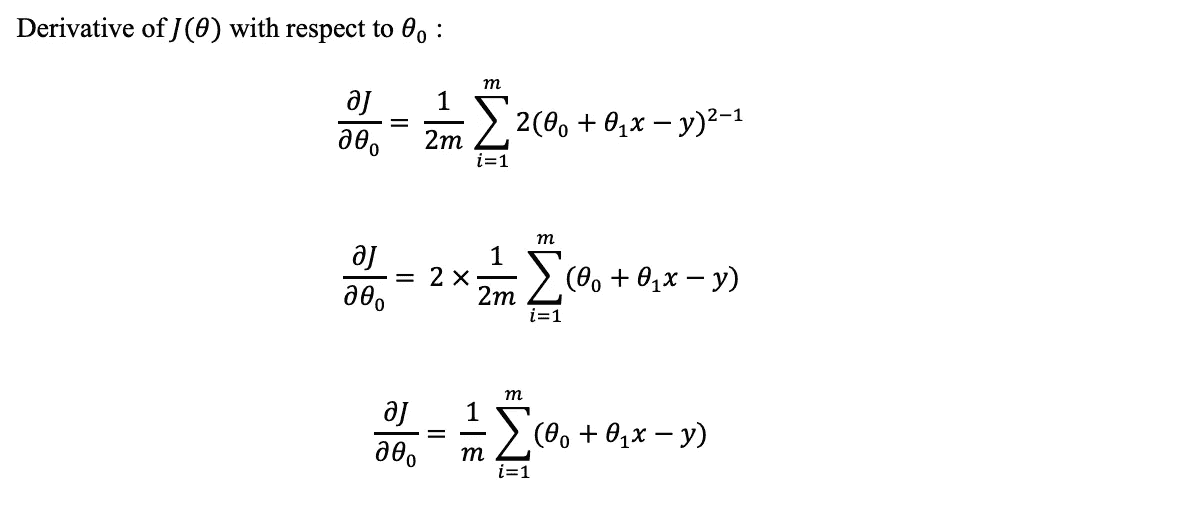 Derivative of J(θ) with respect to θ₀ :
∂J/∂θ₀ = 1/2m ∑_{i=1}^{m} 2(θ₀ + θ₁x − y)²⁻¹
∂J/∂θ₀ = 2 × 1/2m ∑_{i=1}^{m} (θ₀ + θ₁x − y)
∂J/∂θ₀ = 1/m ∑_{i=1}^{m} (θ₀ + θ₁x − y)